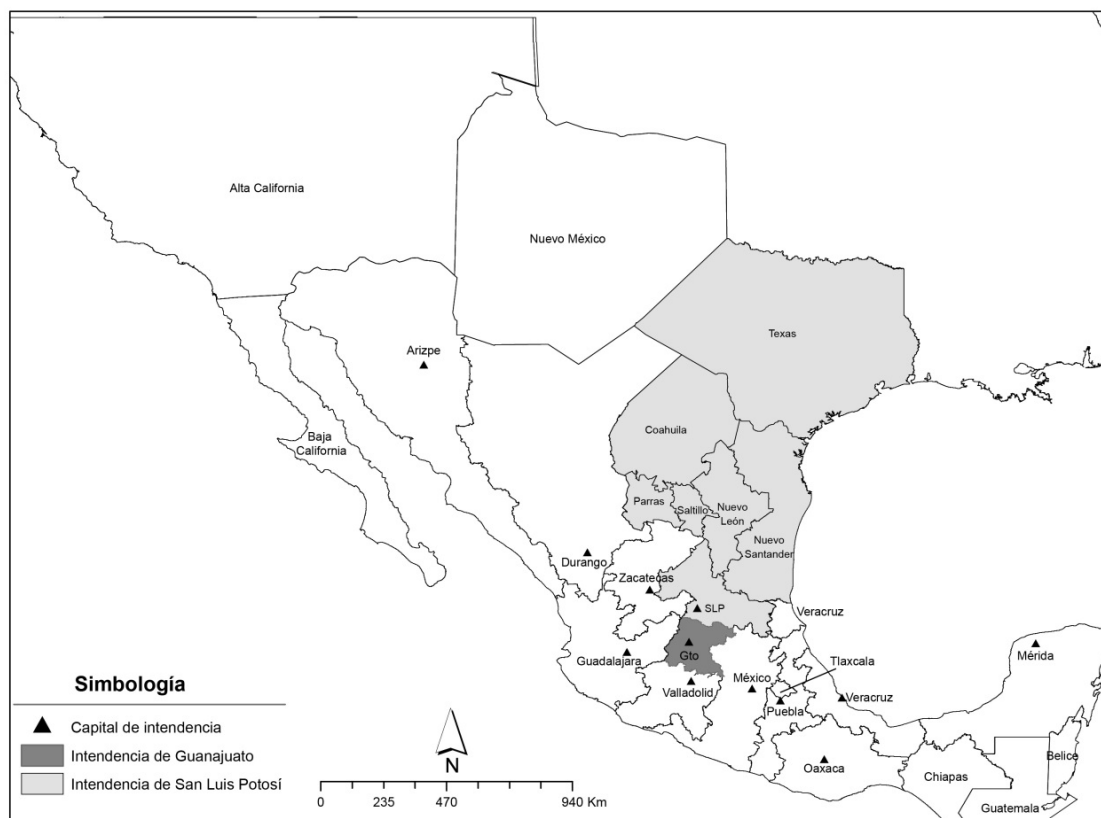 Alta California
Nuevo México
Texas
Arizpe
Coahuila
Baja
California
Parras
Saltillo
Nuevo
León
Nuevo
Santander
Durango
Zacatecas
SLP
Veracruz
Guadalajara
Gto
Tlaxcala
Mérida
Valladolid
México
Puebla
Veracruz
Oaxaca
Chiapas
Belice
Guatemala
Simbología
Capital de intendencia
Intendencia de Guanajuato
Intendencia de San Luis Potosí
N
0 235 470 940 Km